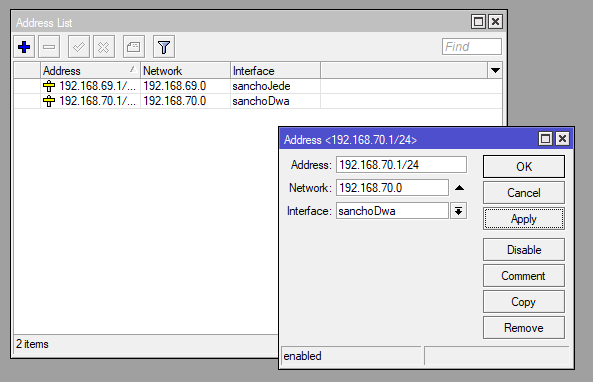 Address List
Find
Address Network Interface
192.168.69.1/... 192.168.69.0 sanchoJede
192.168.70.1/... 192.168.70.0 sanchoDwa
2 items
Address <192.168.70.1/24>
Address: 192.168.70.1/24 OK
Network: 192.168.70.0 Cancel
Interface: sanchoDwa Apply
Disable
Comment
Copy
Remove
enabled